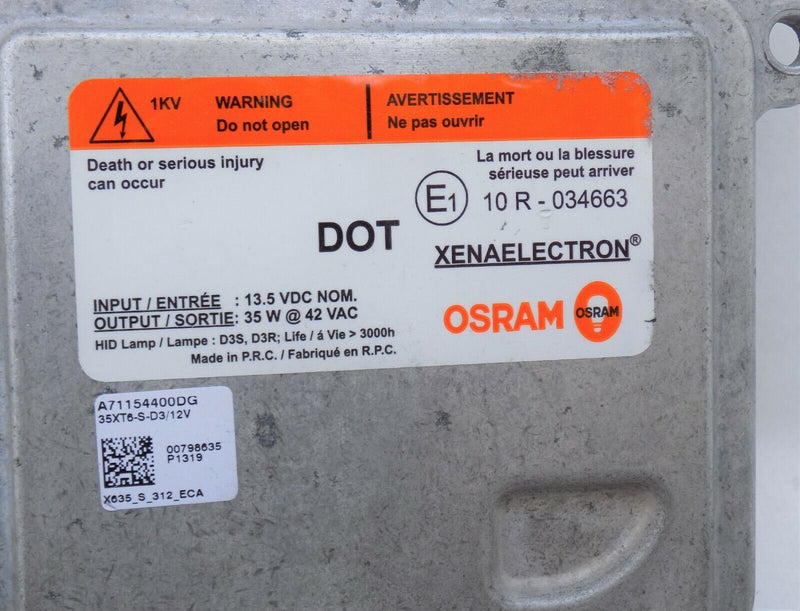 1KV WARNING
Do not open
AVERTISSEMENT
Ne pas ouvrir
Death or serious injury
can occur
La mort ou la blessure
sérieuse peut arriver
E1 10 R - 034663
DOT
XENAELECTRON®
INPUT / ENTRÉE : 13.5 VDC NOM.
OUTPUT / SORTIE: 35 W @ 42 VAC
HID Lamp / Lampe : D3S, D3R; Life / á Vie > 3000h
Made in P.R.C. / Fabriqué en R.P.C.
OSRAM OSRAM
A71154400DG
35XT6-S-D3/12V
00798635
P1319
X635_S_312_ECA